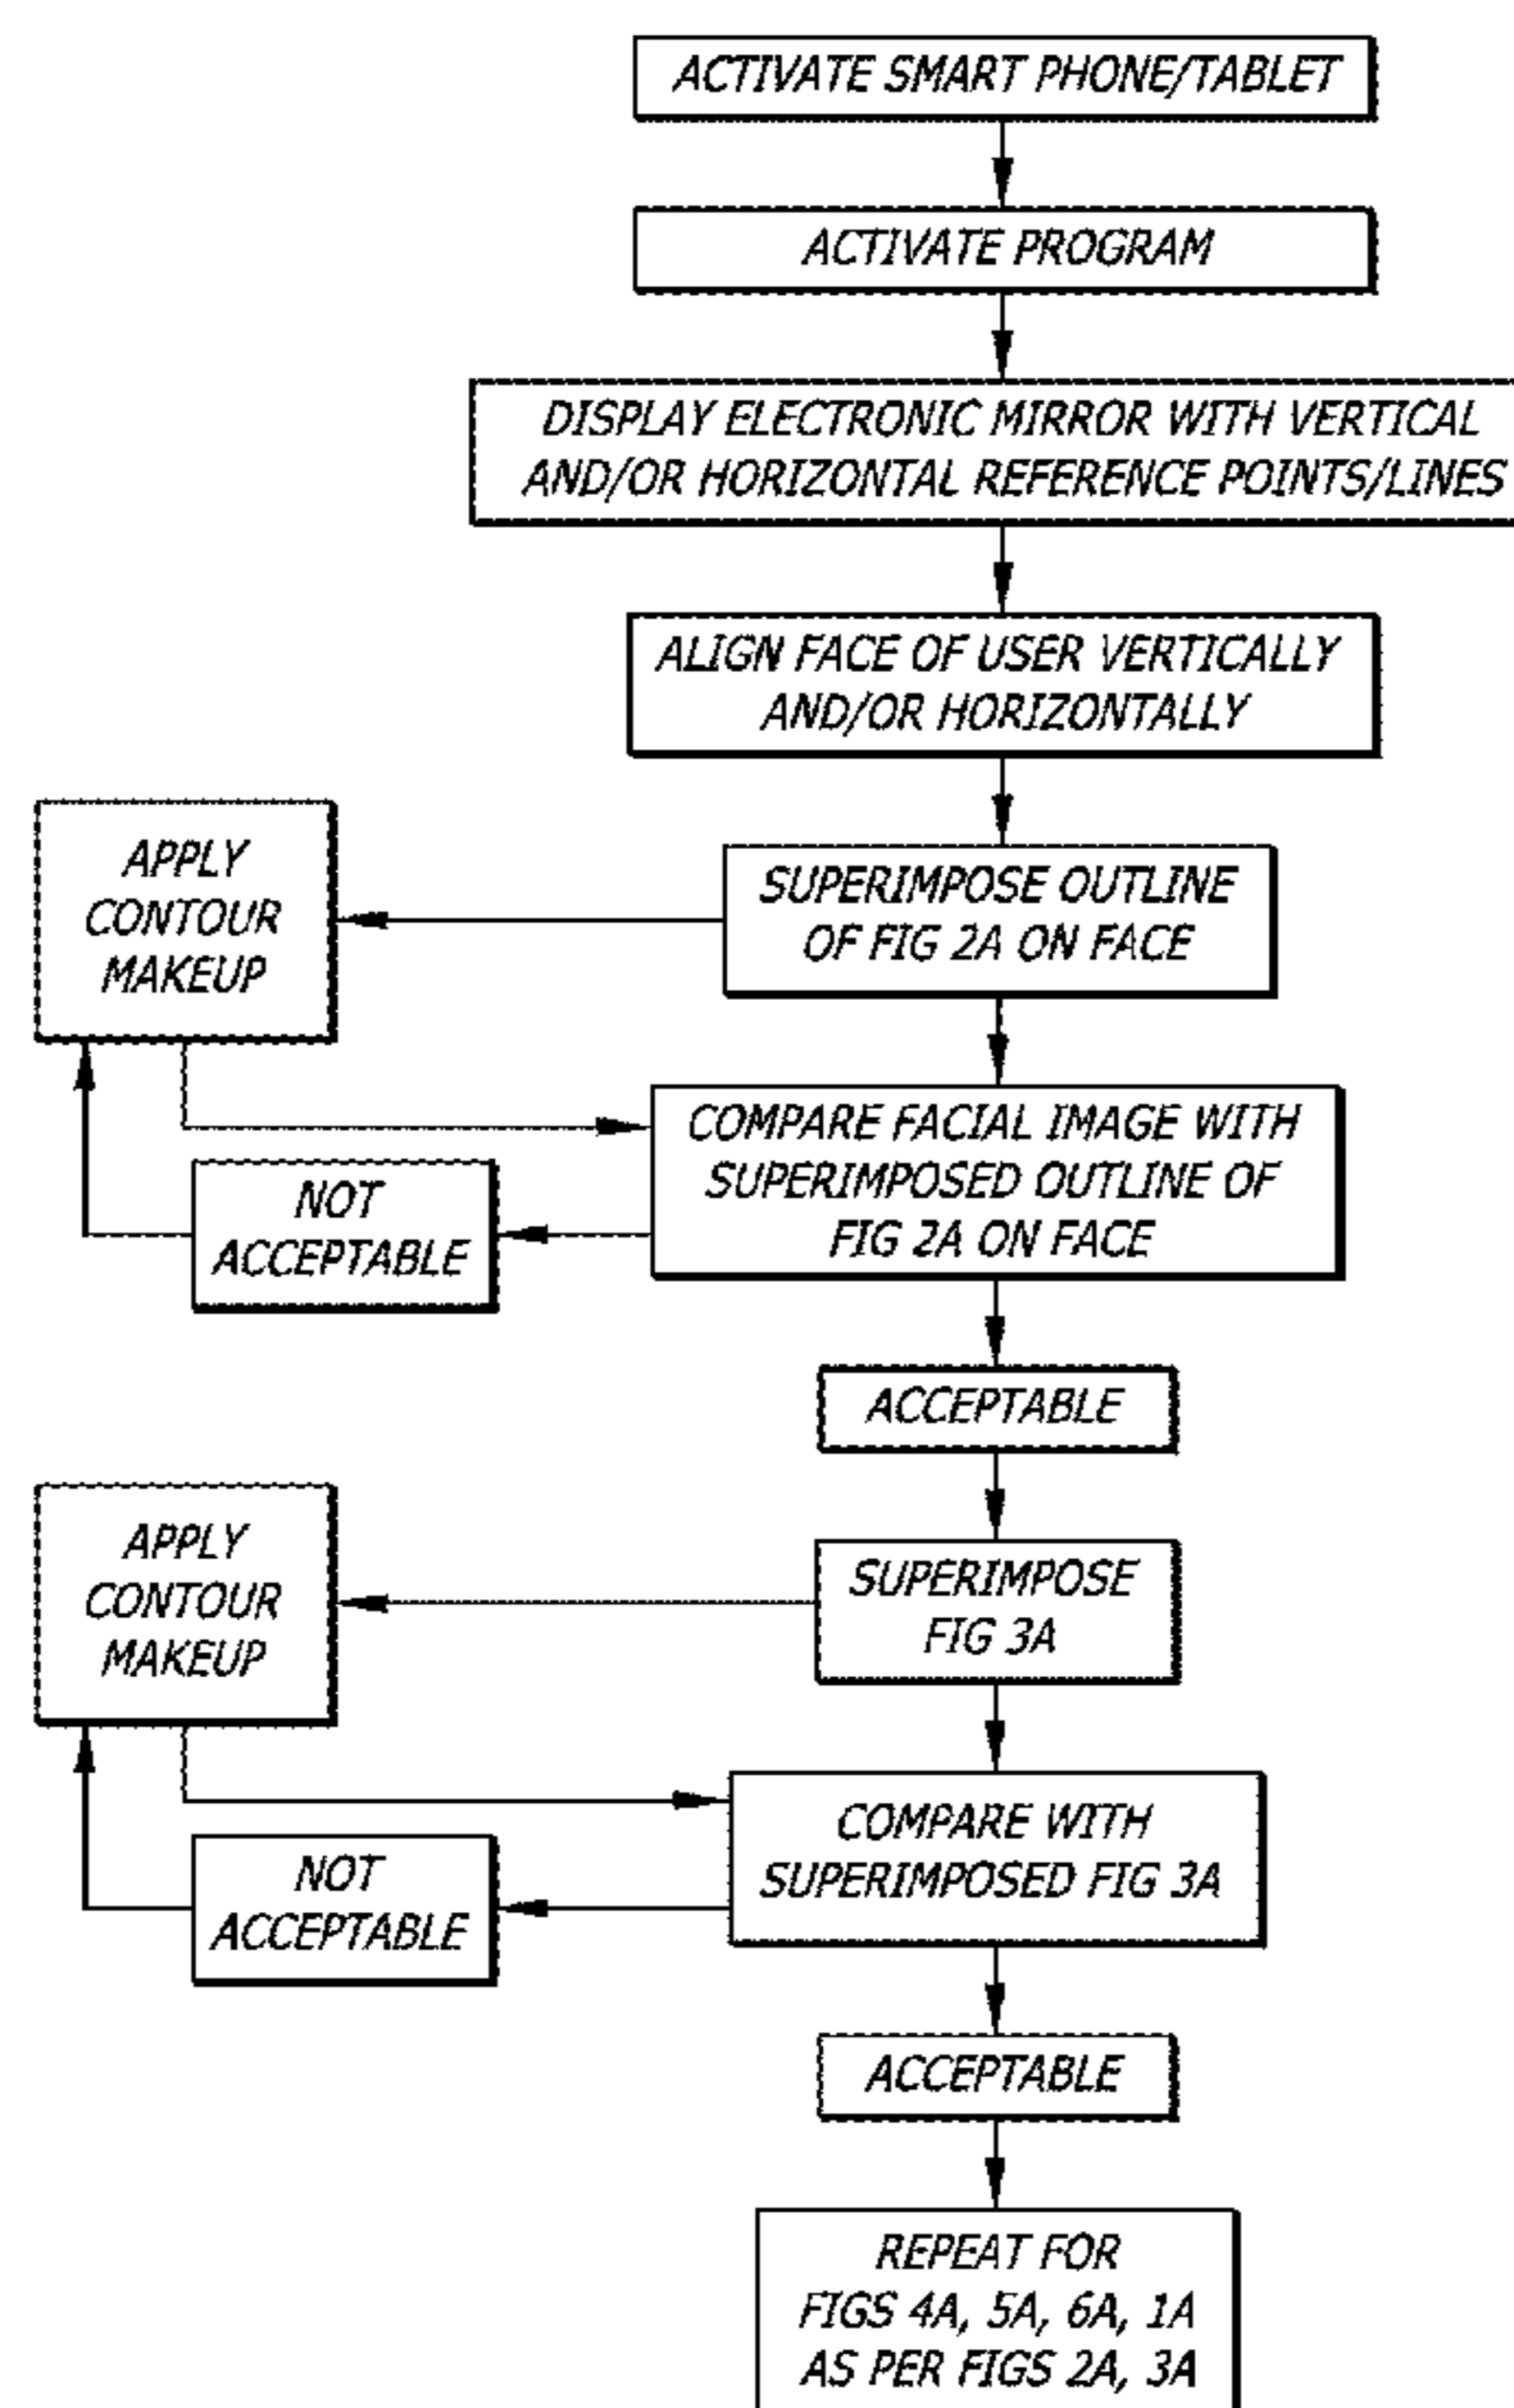 ACTIVATE SMART PHONE/TABLET
ACTIVATE PROGRAM
DISPLAY ELECTRONIC MIRROR WITH VERTICAL
AND/OR HORIZONTAL REFERENCE POINTS/LINES
ALIGN FACE OF USER VERTICALLY
AND/OR HORIZONTALLY
APPLY
CONTOUR
MAKEUP
SUPERIMPOSE OUTLINE
OF FIG 2A ON FACE
COMPARE FACIAL IMAGE WITH
SUPERIMPOSED OUTLINE OF
FIG 2A ON FACE
NOT
ACCEPTABLE
ACCEPTABLE
APPLY
CONTOUR
MAKEUP
SUPERIMPOSE
FIG 3A
COMPARE WITH
SUPERIMPOSED FIG 3A
NOT
ACCEPTABLE
ACCEPTABLE
REPEAT FOR
FIGS 4A, 5A, 6A, 1A
AS PER FIGS 2A, 3A